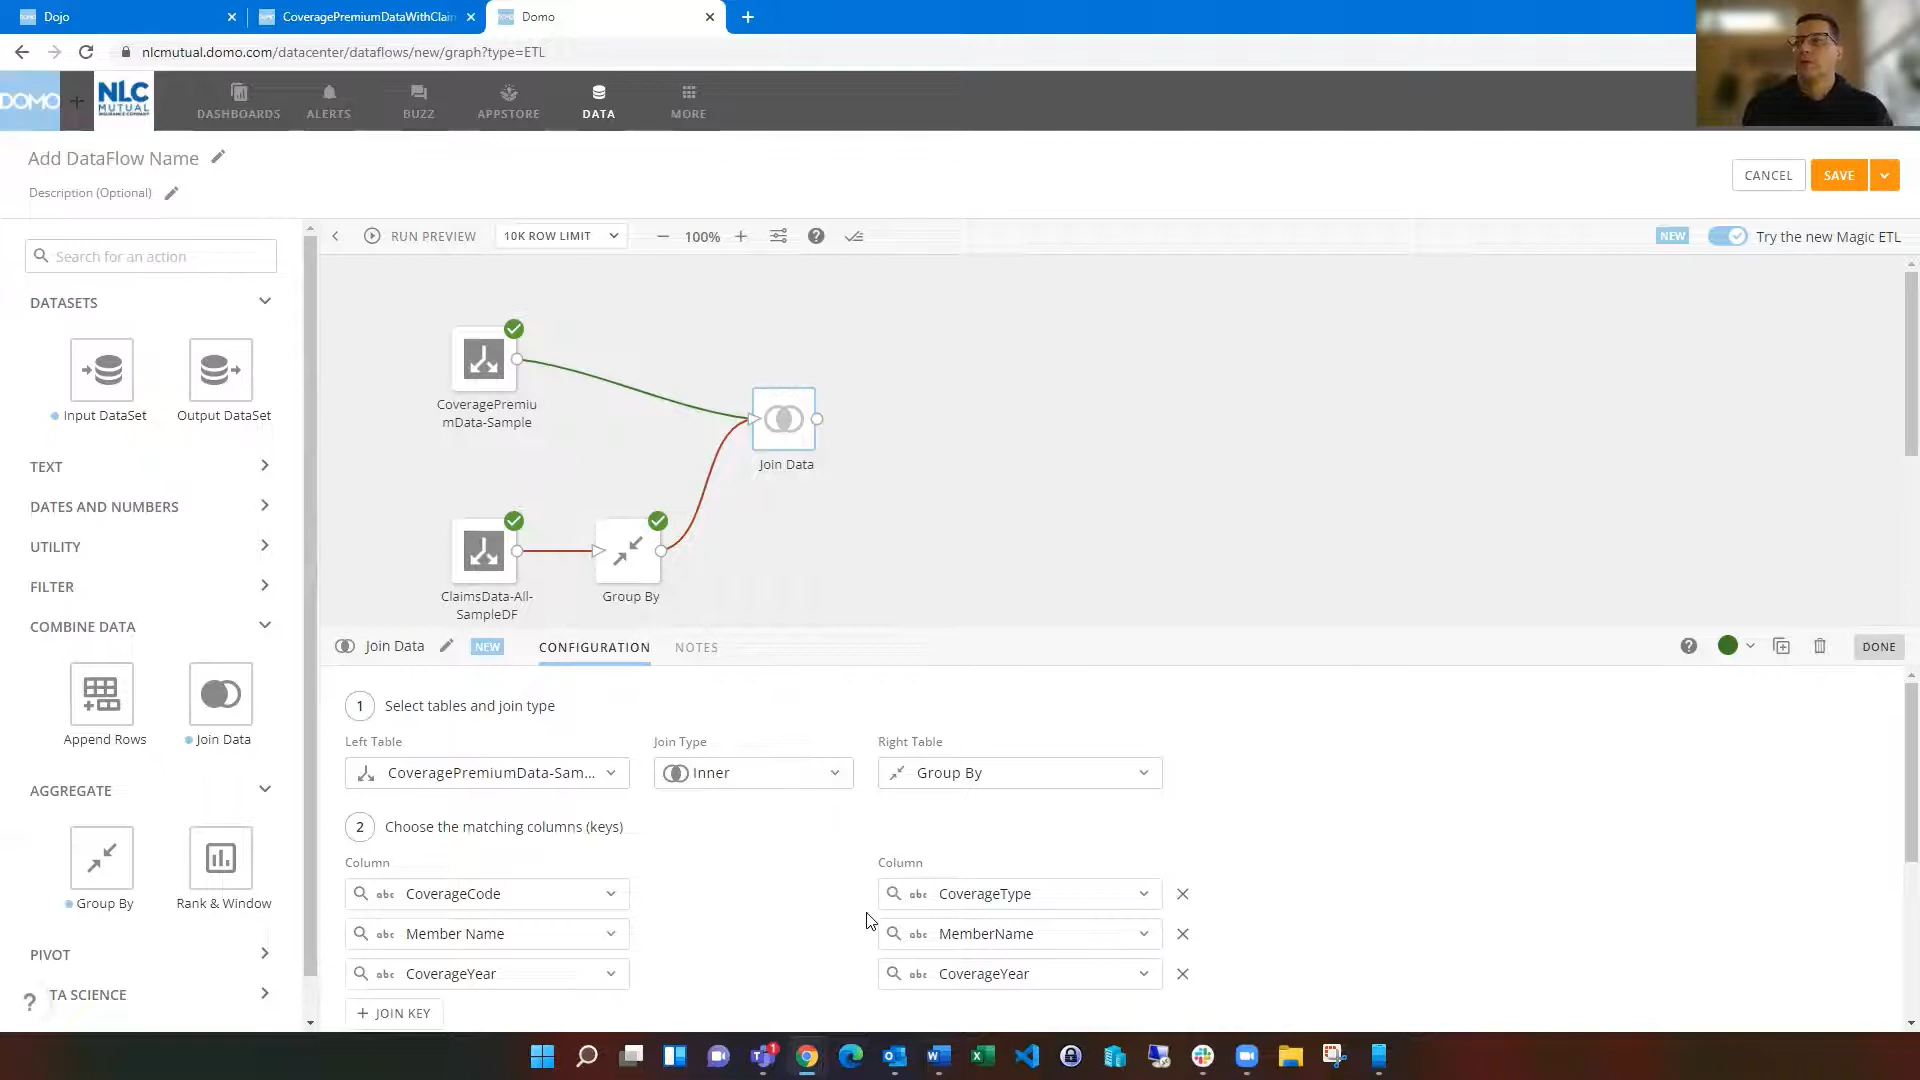 Dojo
CoveragePremiumDataWithClaim
Domo
nlcmutual.domo.com/datacenter/dataflows/new/graph?type=ETL
DOMO
NLC
MUTUAL
INSURANCE COMPANY
DASHBOARDS
ALERTS
BUZZ
APPSTORE
DATA
MORE
Add DataFlow Name
Description (Optional)
CANCEL
SAVE
RUN PREVIEW
10K ROW LIMIT
100%
NEW
Try the new Magic ETL
Search for an action
DATASETS
Input DataSet
Output DataSet
TEXT
DATES AND NUMBERS
UTILITY
FILTER
COMBINE DATA
Append Rows
Join Data
AGGREGATE
Group By
Rank & Window
PIVOT
TA SCIENCE
CoveragePremiu
mData-Sample
Join Data
ClaimsData-All-
SampleDF
Group By
Join Data
NEW
CONFIGURATION
NOTES
DONE
1 Select tables and join type
Left Table
Join Type
Right Table
CoveragePremiumData-Sam...
Inner
Group By
2 Choose the matching columns (keys)
Column
Column
abc CoverageCode
abc CoverageType
abc Member Name
abc MemberName
abc CoverageYear
abc CoverageYear
+ JOIN KEY
1